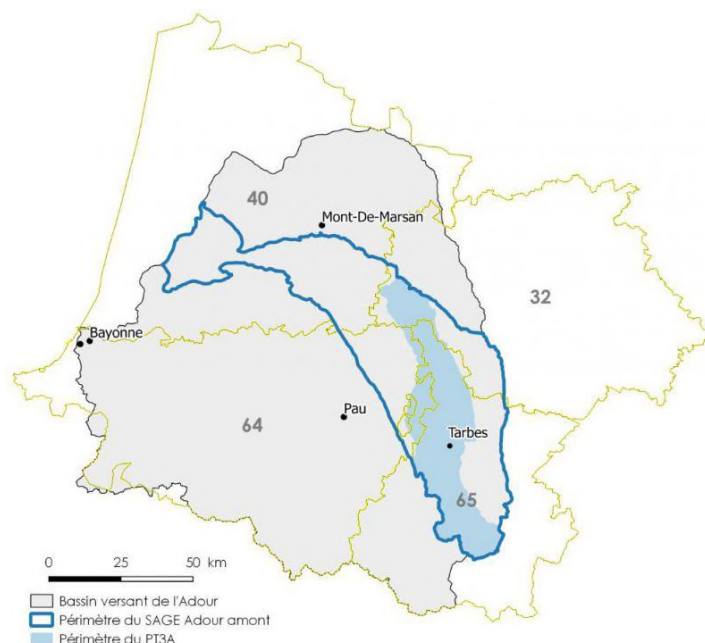 40
Mont-De-Marsan
32
Bayonne
Pau
64
Tarbes
65
0 25 50 km
Bassin versant de l'Adour
Périmètre du SAGE Adour amont
Périmètre du PT3A